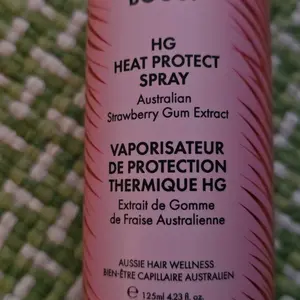 HG
HEAT PROTECT
SPRAY
Australian
Strawberry Gum Extract
VAPORISATEUR
DE PROTECTION
THERMIQUE HG
Extrait de Gomme
de Fraise Australienne
AUSSIE HAIR WELLNESS
BIEN-ÊTRE CAPILLAIRE AUSTRALIEN
℮ 125ml 4.23 fl. oz.